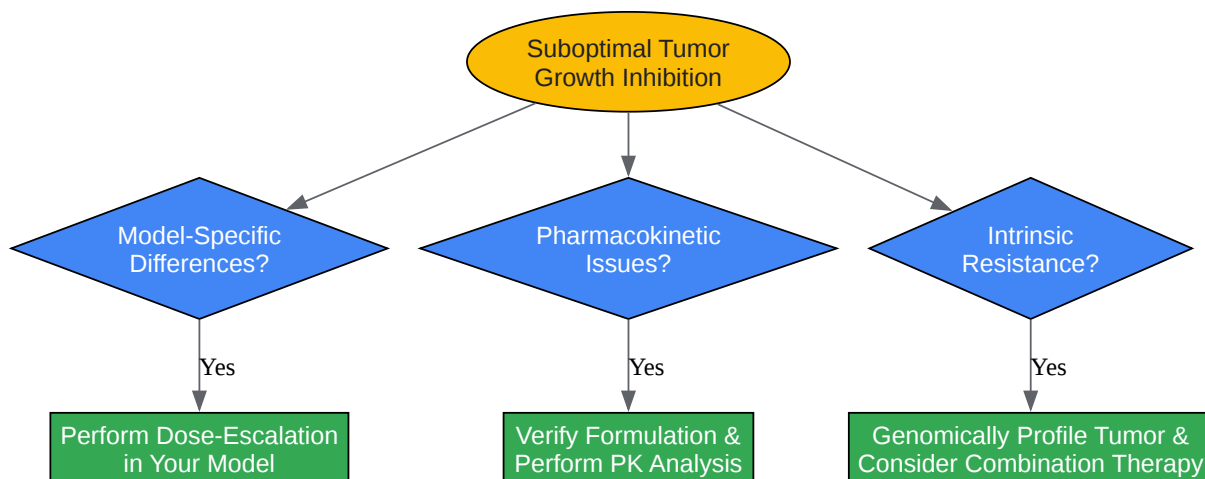 Suboptimal Tumor
Growth Inhibition
Model-Specific
Differences?
Pharmacokinetic
Issues?
Intrinsic
Resistance?
Yes
Yes
Yes
Perform Dose-Escalation
in Your Model
Verify Formulation &
Perform PK Analysis
Genomically Profile Tumor &
Consider Combination Therapy